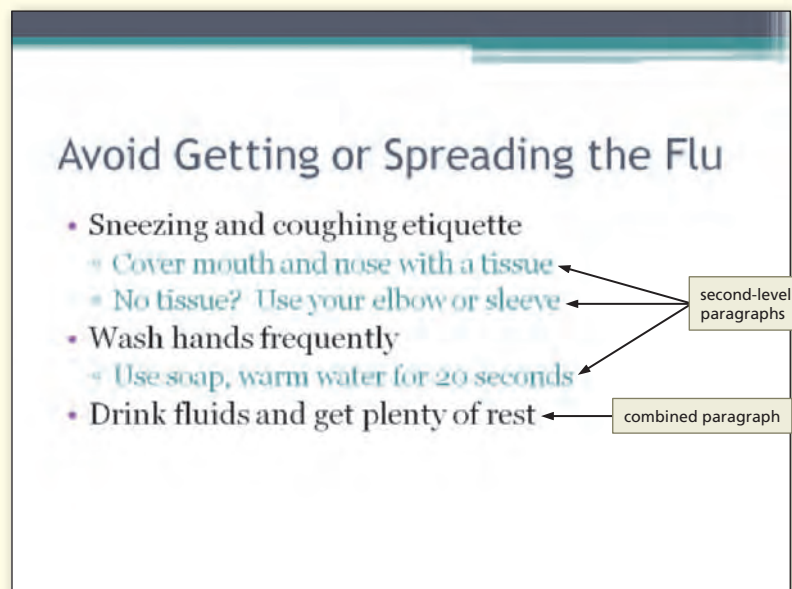 Avoid Getting or Spreading the Flu
• Sneezing and coughing etiquette
▫ Cover mouth and nose with a tissue
▫ No tissue? Use your elbow or sleeve
• Wash hands frequently
▫ Use soap, warm water for 20 seconds
• Drink fluids and get plenty of rest
second-level
paragraphs
combined paragraph